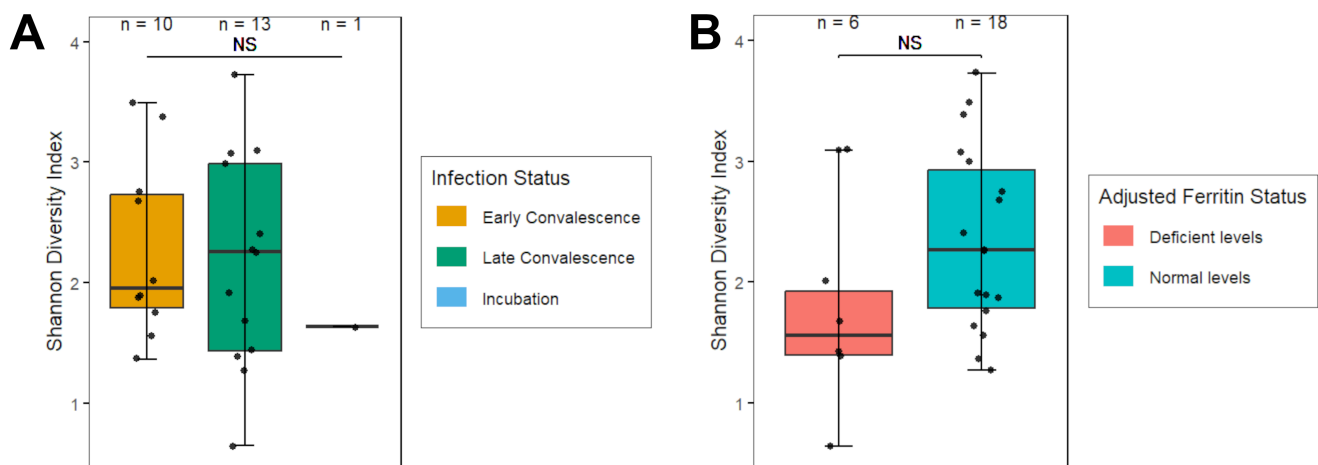 A
n = 10 n = 13 n = 1
NS
Shannon Diversity Index
4
3
2
1
Infection Status
Early Convalescence
Late Convalescence
Incubation
B
n = 6 n = 18
NS
Shannon Diversity Index
4
3
2
1
Adjusted Ferritin Status
Deficient levels
Normal levels